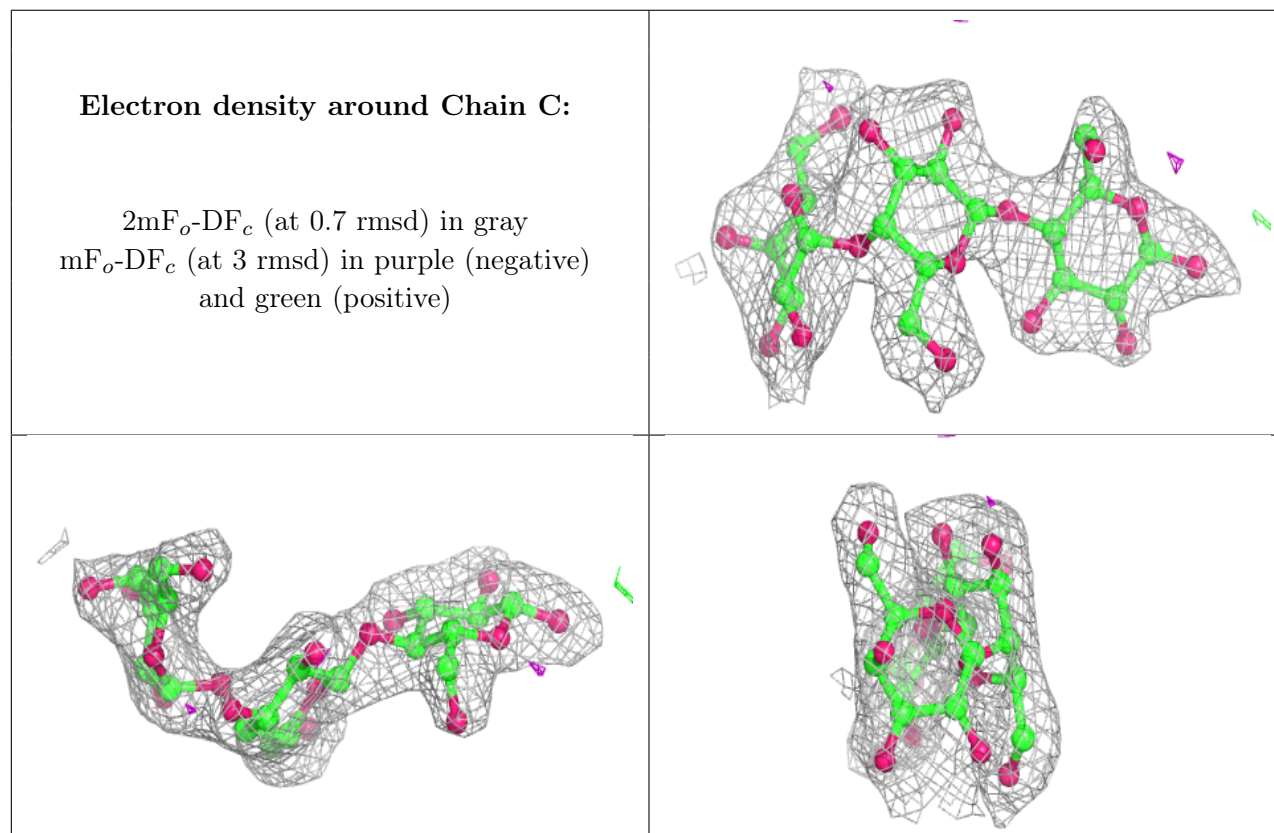 Electron density around Chain C:
2mFo-DFc (at 0.7 rmsd) in gray
mFo-DFc (at 3 rmsd) in purple (negative)
and green (positive)